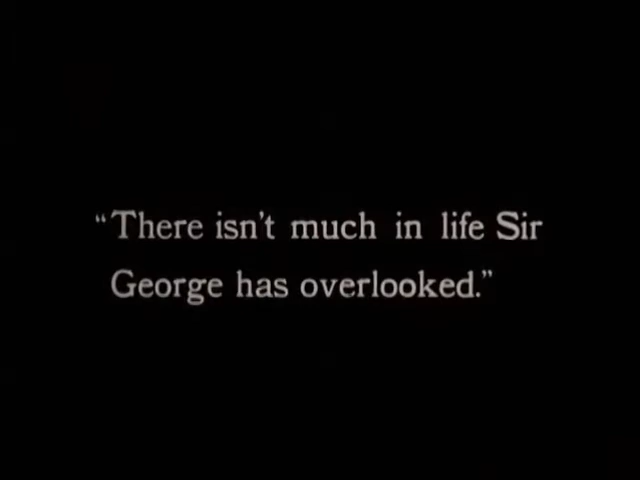 “There isn't much in life Sir
George has overlooked.”